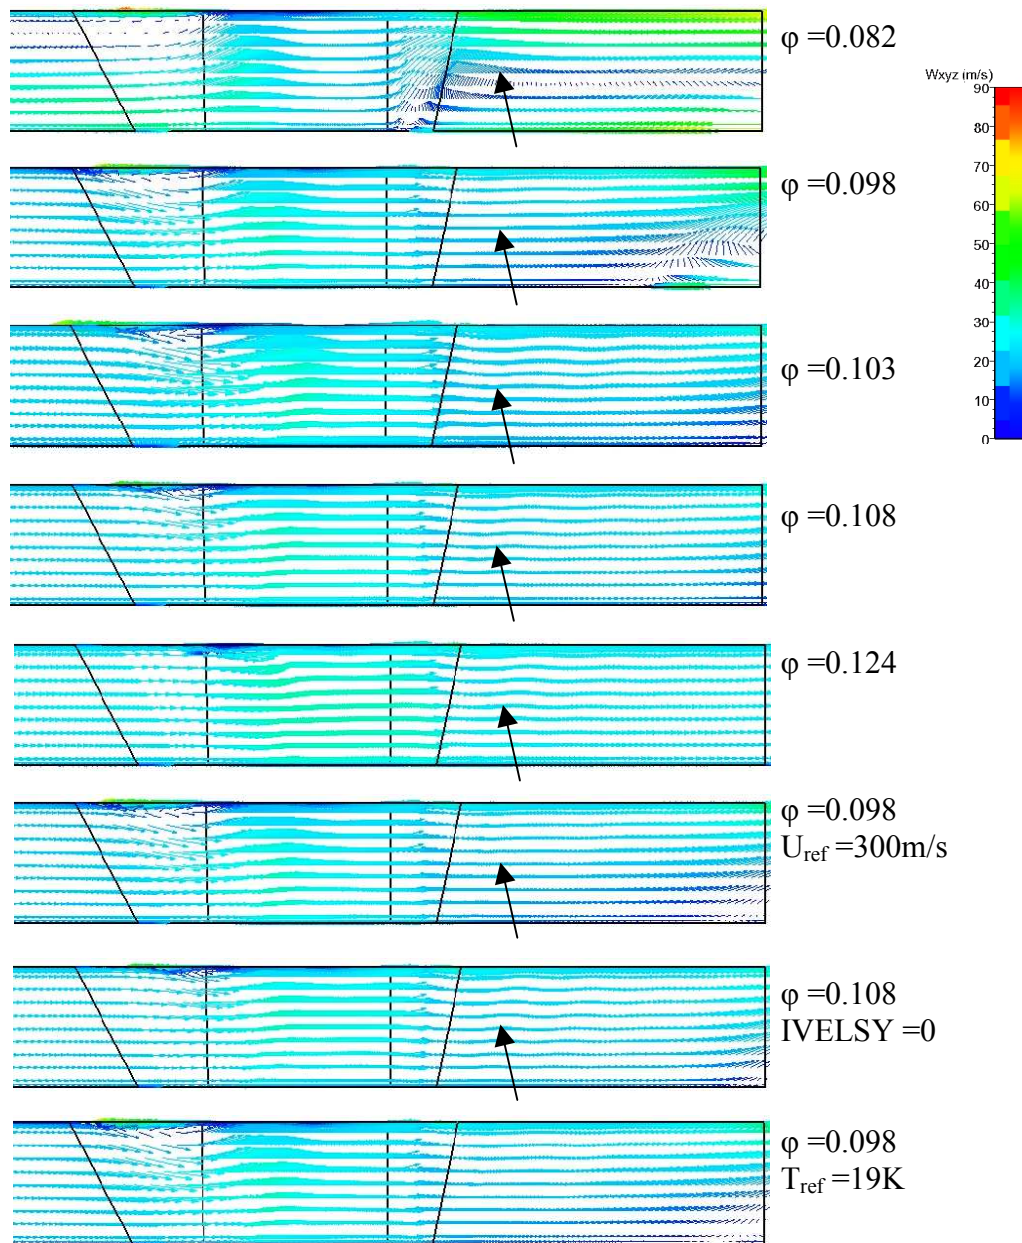 φ =0.082
Wxyz (m/s)
90
80
70
60
50
40
30
20
10
0
φ =0.098
φ =0.103
φ =0.108
φ =0.124
φ =0.098
Uref =300m/s
φ =0.108
IVELSY =0
φ =0.098
Tref =19K